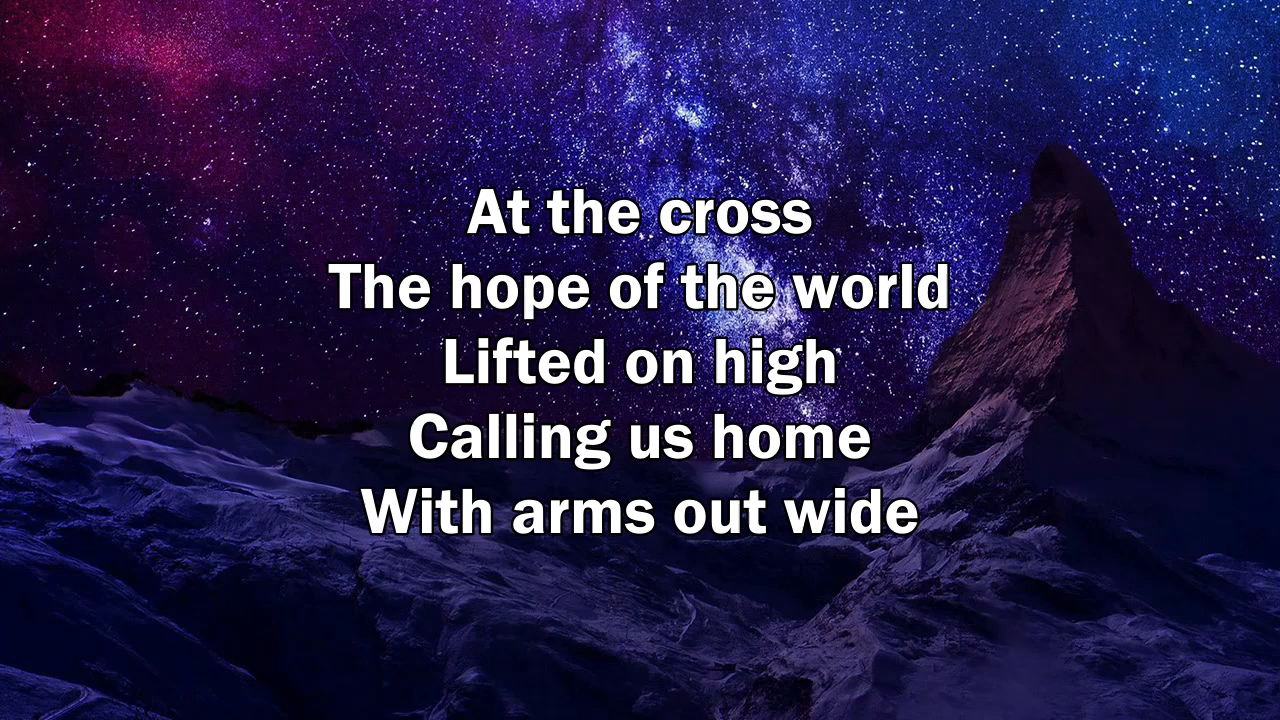 At the cross
The hope of the world
Lifted on high
Calling us home
With arms out wide